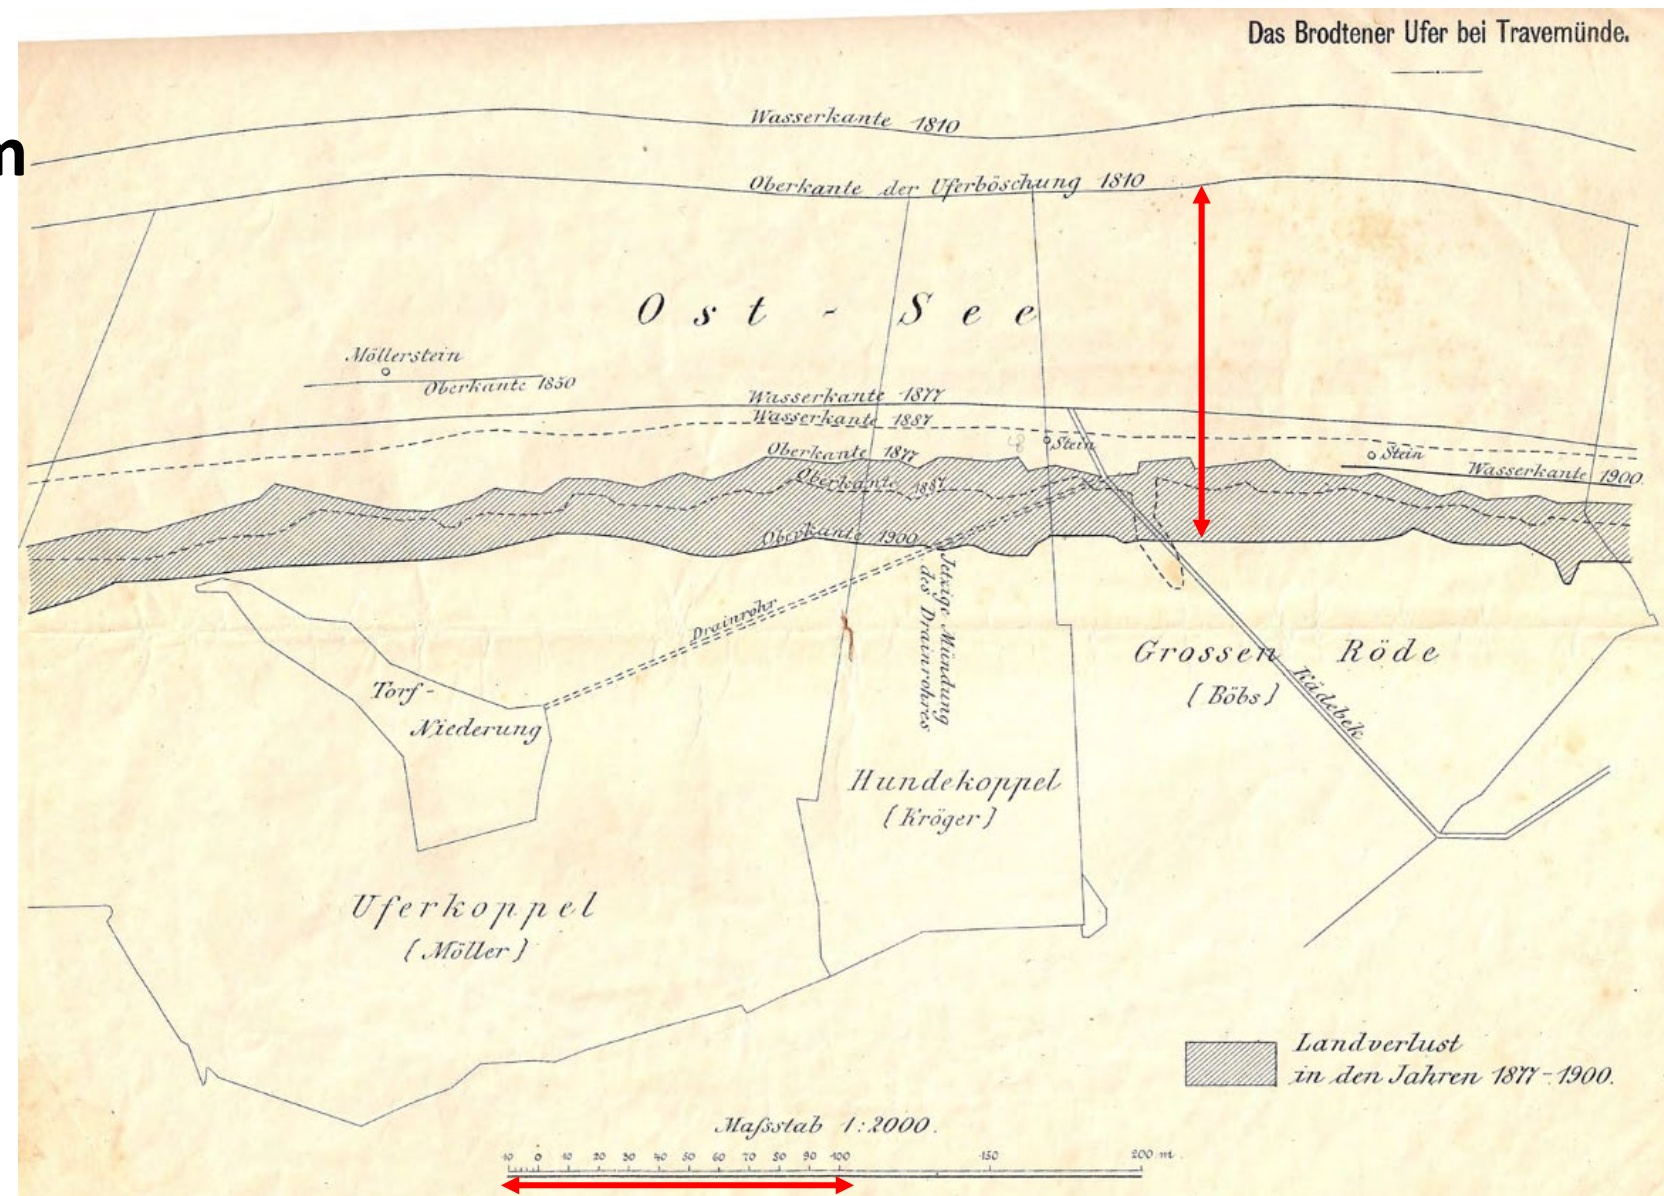 Das Brodtener Ufer bei Travemünde.
m
Wasserkante 1810
Oberkante der Uferböschung 1810
Ost-See
Möllerstein
Oberkante 1850
Wasserkante 1877
Wasserkante 1887
Oberkante 1877
Stein
Stein
Wasserkante 1900.
Oberkante 1887
Oberkante 1900
Drainrohr
Jetzige Mündung
des Drainrohres
Grossen Röde
[Böbs]
Kädebek
Torf-
Niederung
Hundekoppel
[Kröger]
Uferkoppel
[Möller]
Landverlust
in den Jahren 1877-1900.
Maſsstab 1:2000.
10 0 10 20 30 40 50 60 70 80 90 100 150 200 m.